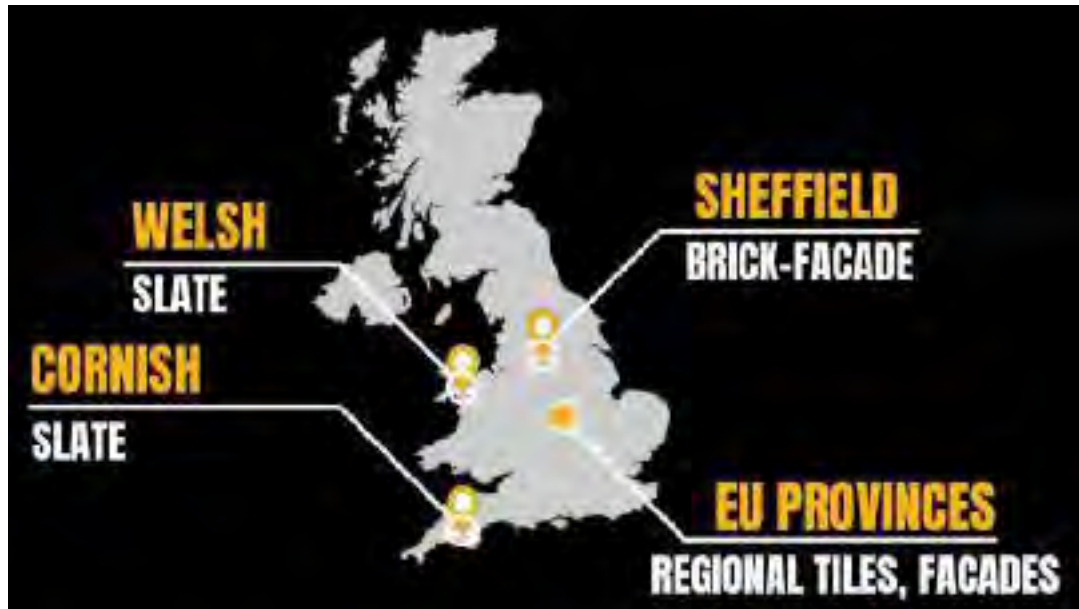 WELSH
SLATE
CORNISH
SLATE
SHEFFIELD
BRICK-FACADE
EU PROVINCES
REGIONAL TILES, FACADES